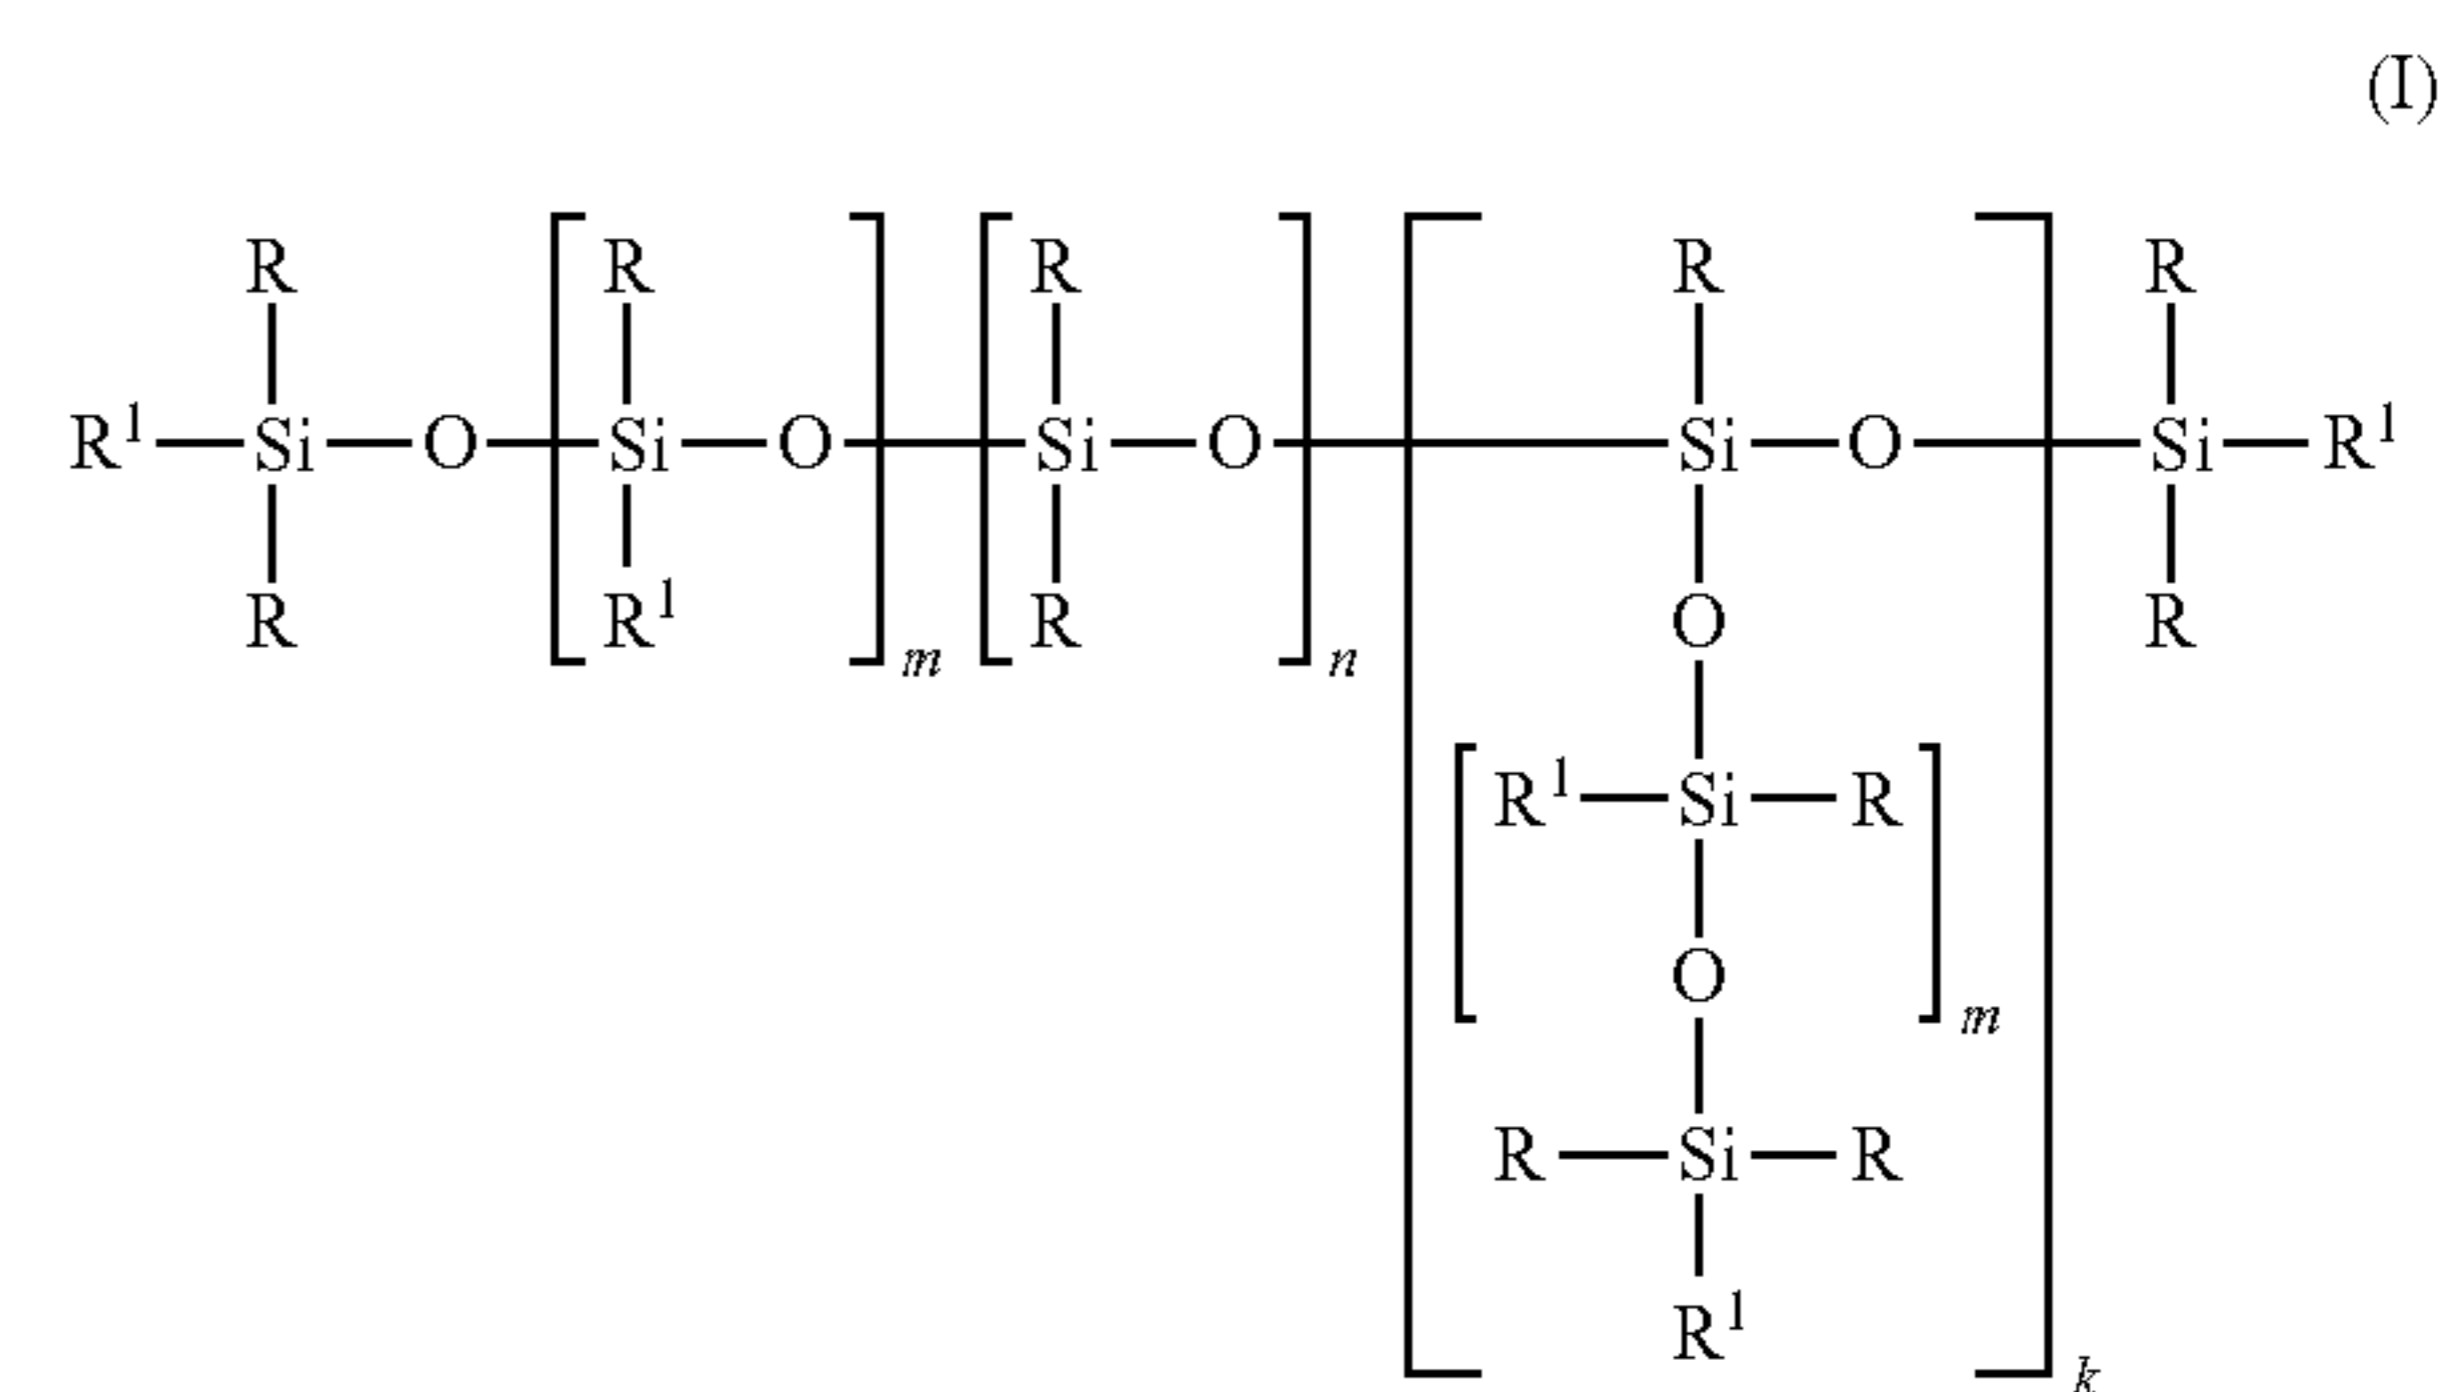 (I)
R R R R R
R¹ Si O Si O Si O Si O Si R¹
R R¹ R O R
m n
R¹ Si R
O
m
R Si R
R¹
k